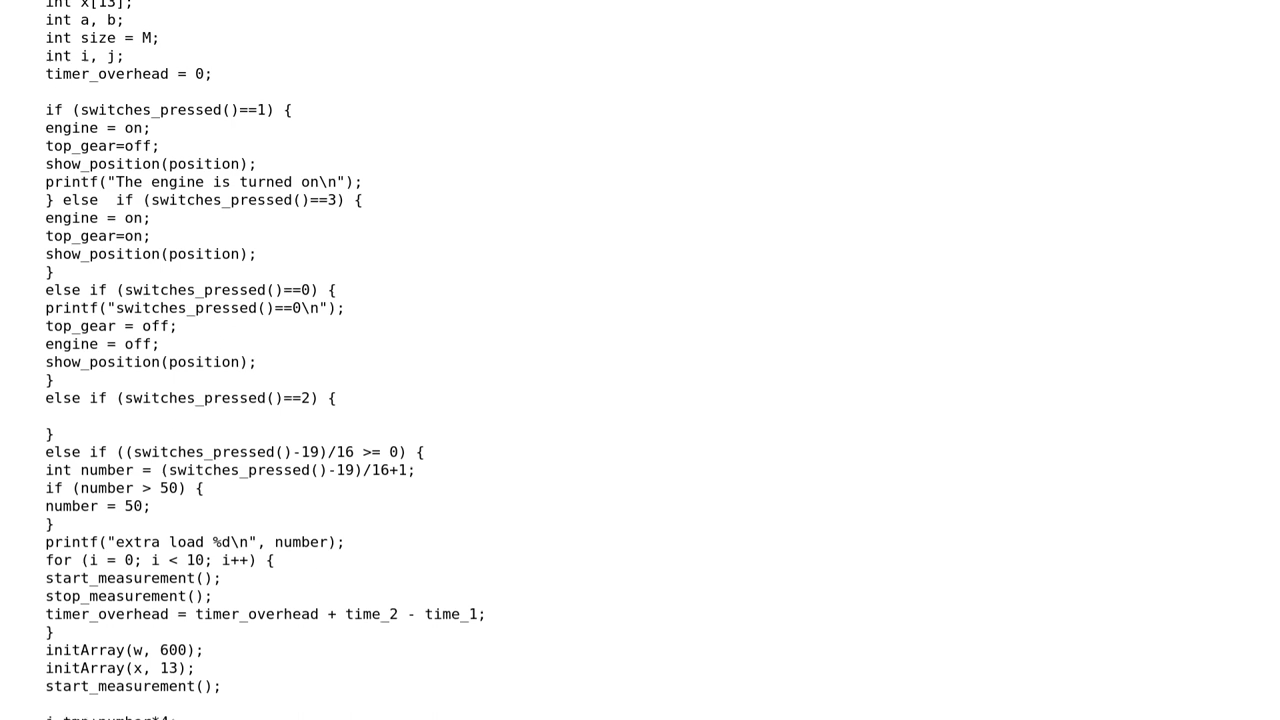 int x[13];
int a, b;
int size = M;
int i, j;
timer_overhead = 0;
if (switches_pressed()==1) {
engine = on;
top_gear=off;
show_position(position);
printf("The engine is turned on\n");
} else  if (switches_pressed()==3) {
engine = on;
top_gear=on;
show_position(position);
}
else if (switches_pressed()==0) {
printf("switches_pressed()==0\n");
top_gear = off;
engine = off;
show_position(position);
}
else if (switches_pressed()==2) {
}
else if ((switches_pressed()-19)/16 >= 0) {
int number = (switches_pressed()-19)/16+1;
if (number > 50) {
number = 50;
}
printf("extra load %d\n", number);
for (i = 0; i < 10; i++) {
start_measurement();
stop_measurement();
timer_overhead = timer_overhead + time_2 - time_1;
}
initArray(w, 600);
initArray(x, 13);
start_measurement();